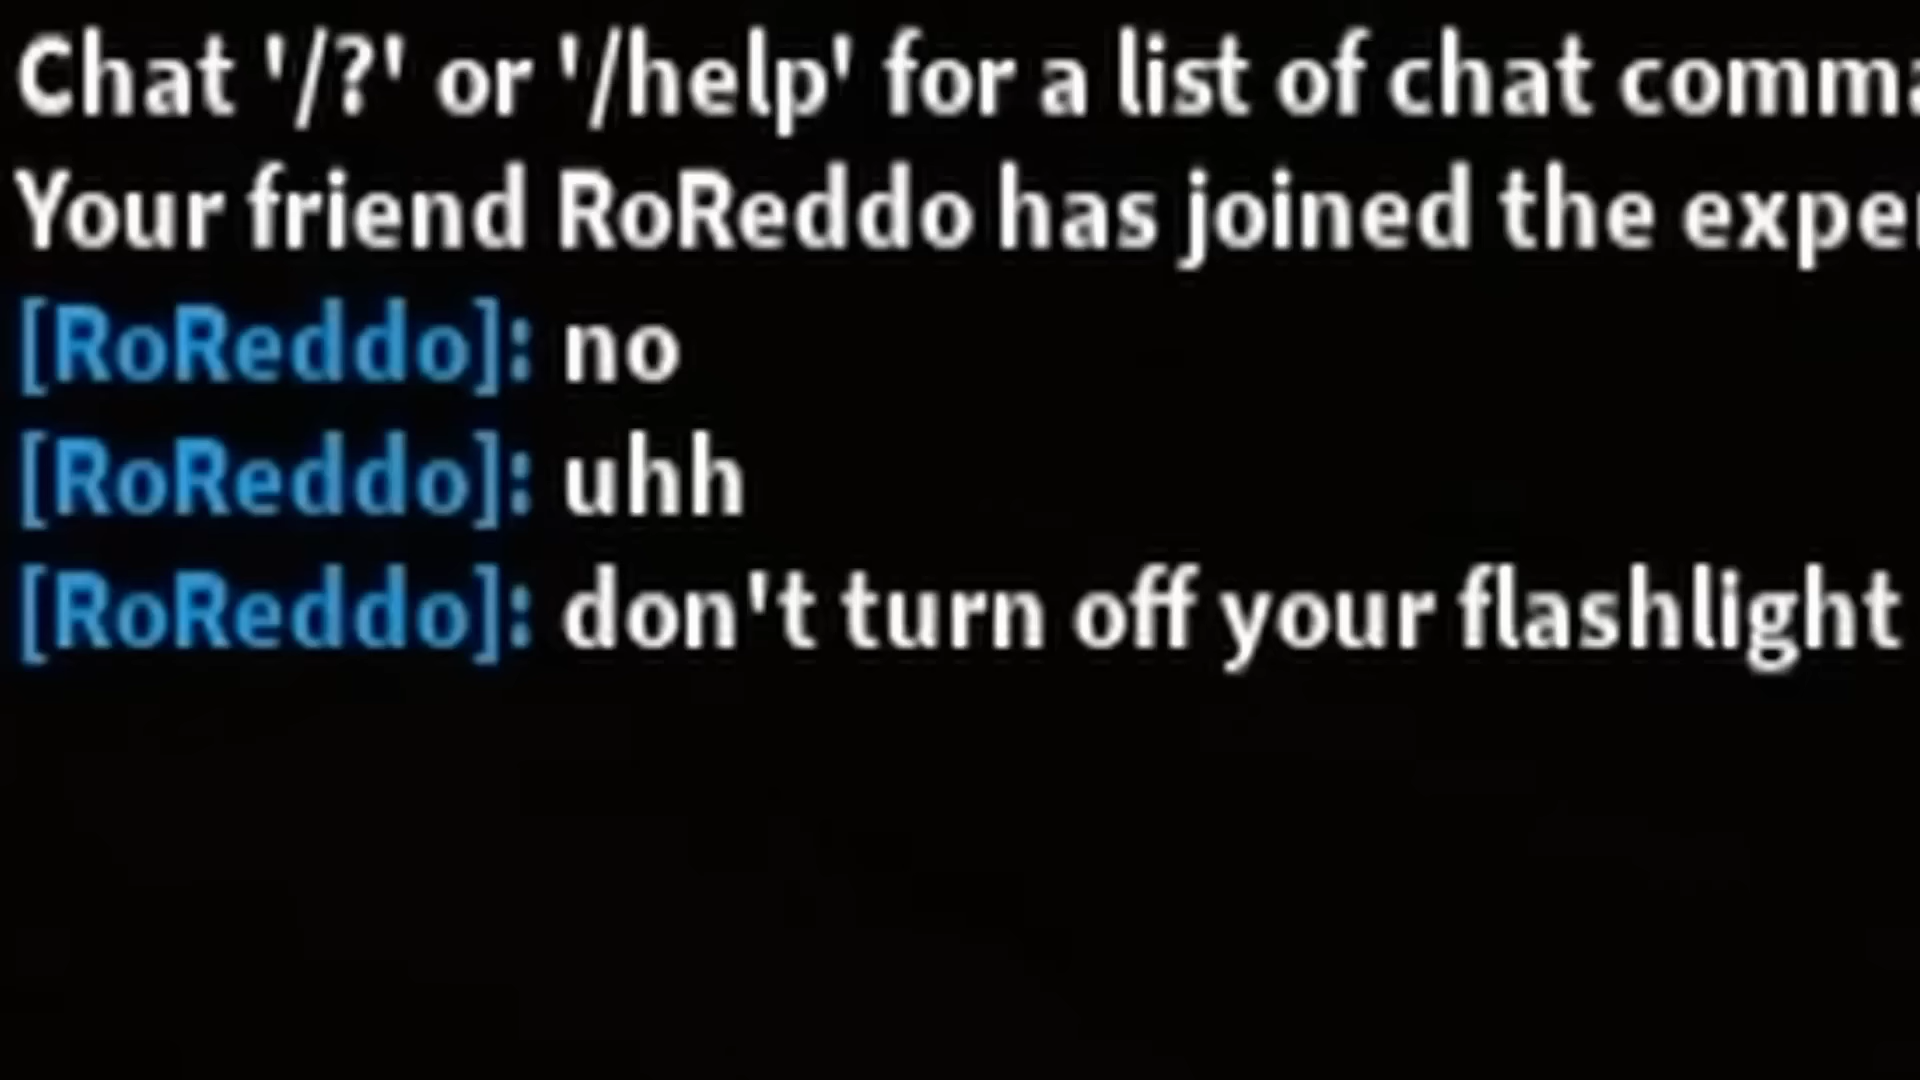 Chat '/?' or '/help' for a list of chat comma
Your friend RoReddo has joined the exper
[RoReddo]: no
[RoReddo]: uhh
[RoReddo]: don't turn off your flashlight